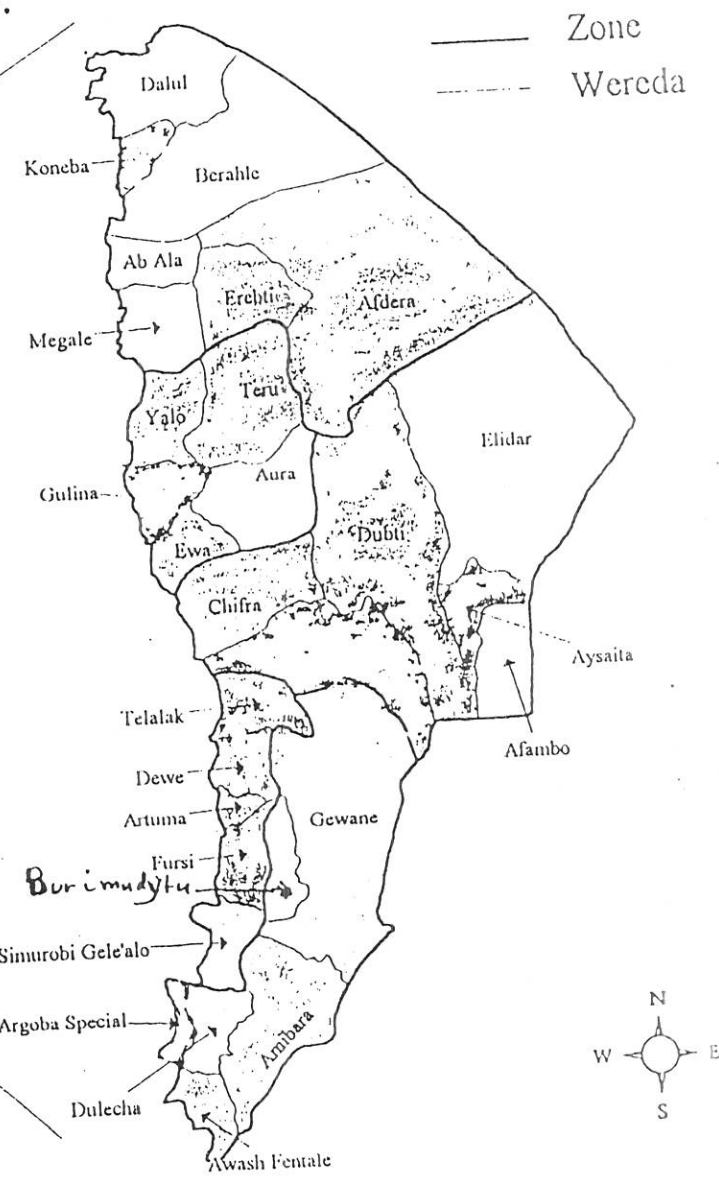 Zone
Wereda
Dalul
Koneba
Berahle
Ab Ala
Erebti
Afdera
Megale
Teru
Yalo
Elidar
Aura
Gulina
Dubti
Ewa
Chifra
Aysaita
Telalak
Afambo
Dewe
Artuma
Gewane
Fursi
Burimudytu
Simurobi Gele'alo
Argoba Special
Amibara
Dulecha
Awash Fentale
N
W E
S